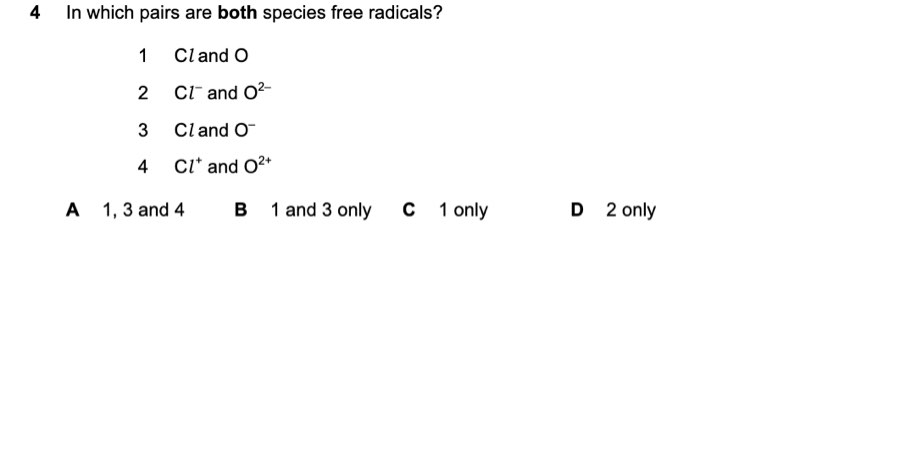 4 In which pairs are both species free radicals?
1 Cl and O
2 Cl⁻ and O²⁻
3 Cl and O⁻
4 Cl⁺ and O²⁺
A 1, 3 and 4 B 1 and 3 only C 1 only D 2 only